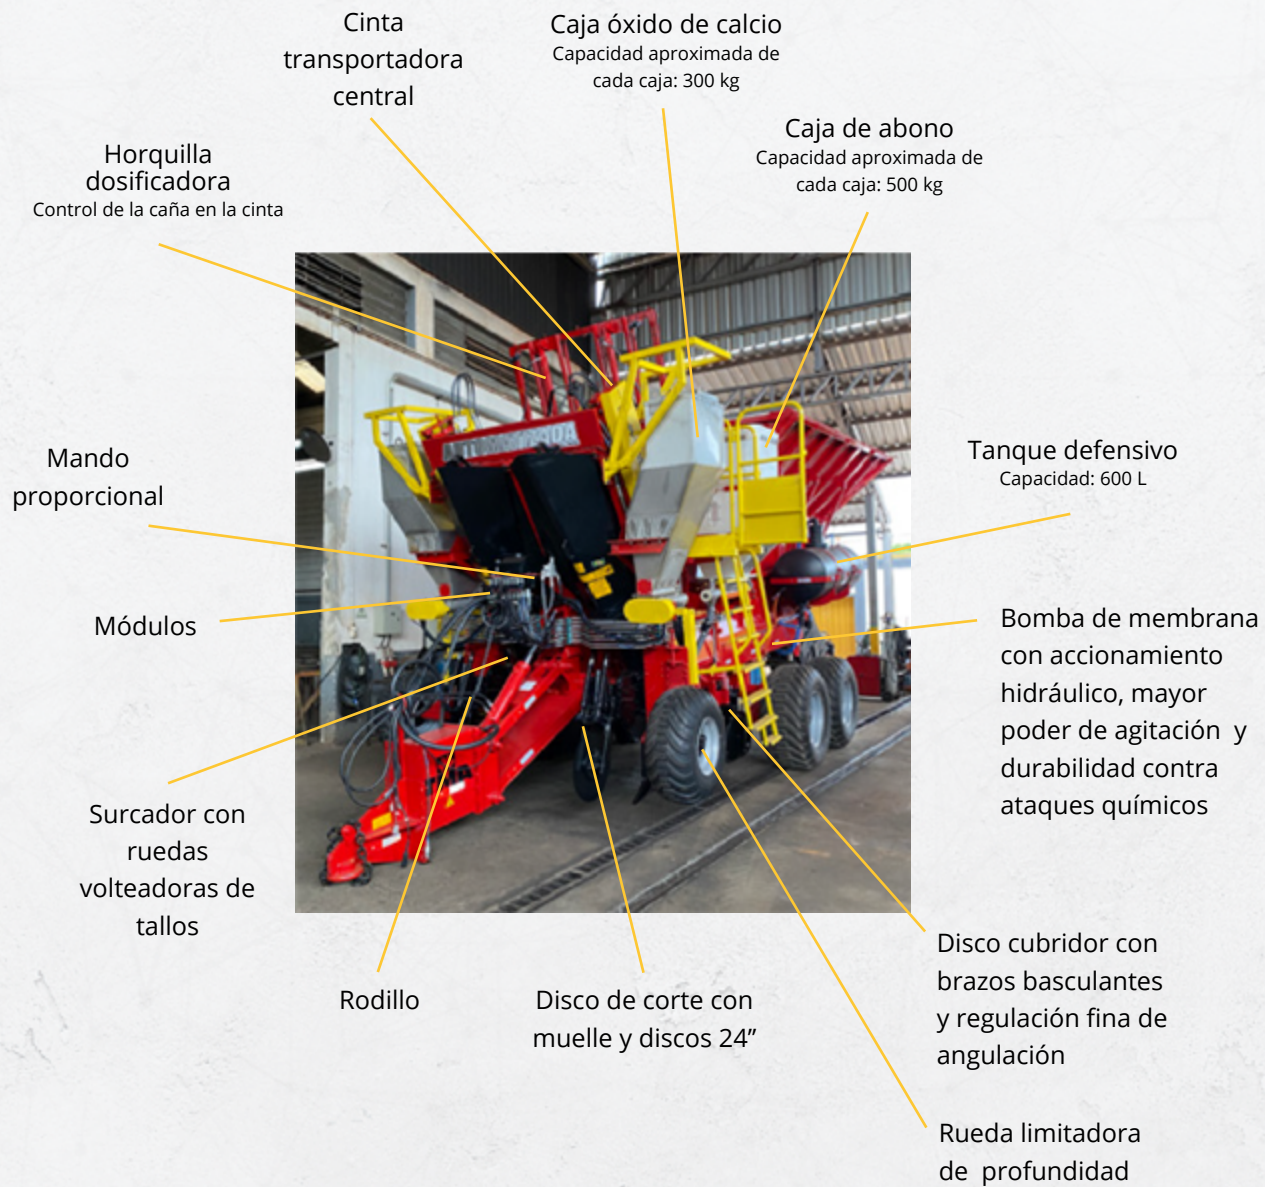 Cinta
transportadora
central
Caja óxido de calcio
Capacidad aproximada de
cada caja: 300 kg
Caja de abono
Capacidad aproximada de
cada caja: 500 kg
Horquilla
dosificadora
Control de la caña en la cinta
Mando
proporcional
Tanque defensivo
Capacidad: 600 L
Módulos
Bomba de membrana
con accionamiento
hidráulico, mayor
poder de agitación y
durabilidad contra
ataques químicos
Surcador con
ruedas
volteadoras de
tallos
Rodillo
Disco de corte con
muelle y discos 24”
Disco cubridor con
brazos basculantes
y regulación fina de
angulación
Rueda limitadora
de profundidad